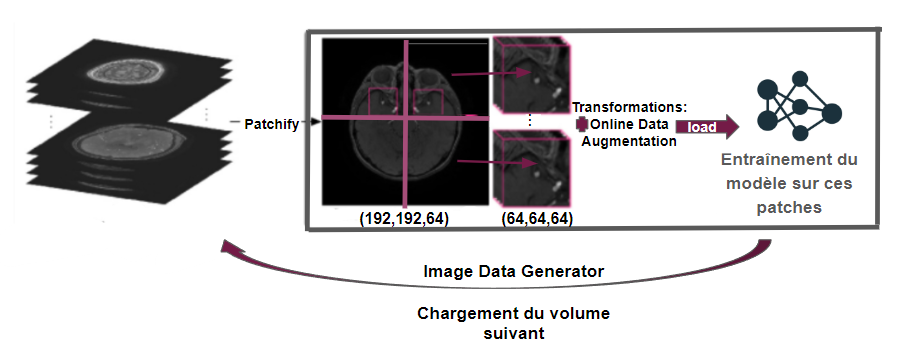 Patchify
Transformations:
Online Data
Augmentation
load
Entraînement du
modèle sur ces
patches
(192,192,64)
(64,64,64)
Image Data Generator
Chargement du volume
suivant